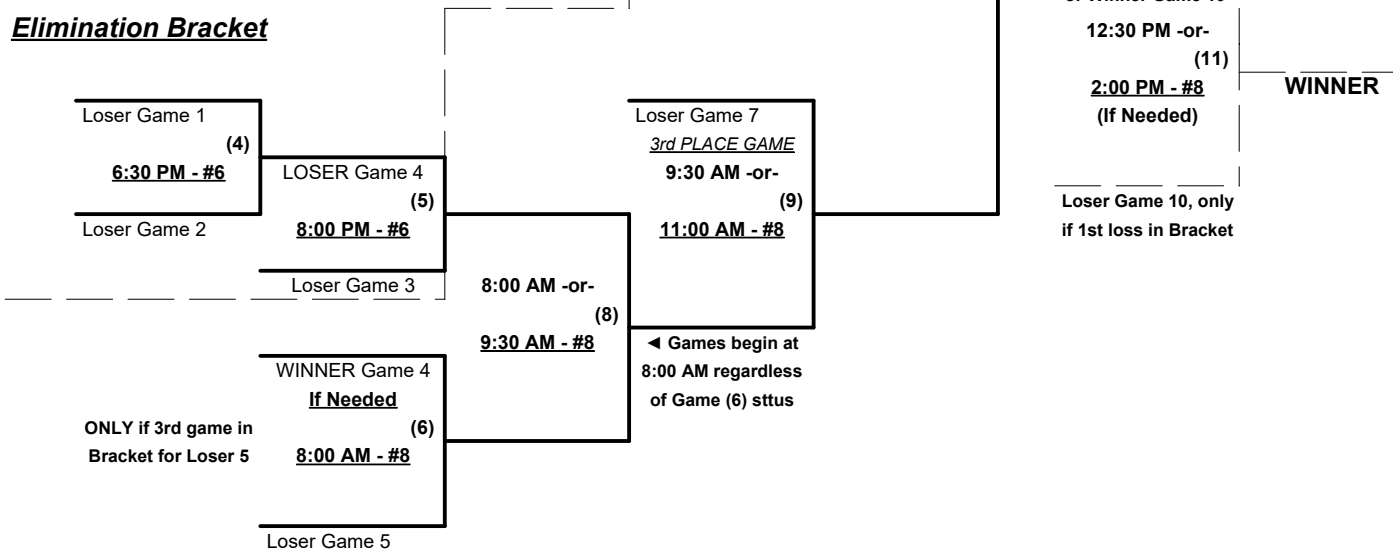 Elimination Bracket
12:30 PM -or-
(11)
2:00 PM - #8
(If Needed)
WINNER
Loser Game 10, only
if 1st loss in Bracket
Loser Game 1
(4)
6:30 PM - #6
Loser Game 2
LOSER Game 4
(5)
8:00 PM - #6
Loser Game 3
Loser Game 7
3rd PLACE GAME
9:30 AM -or-
(9)
11:00 AM - #8
8:00 AM -or-
(8)
9:30 AM - #8
◄ Games begin at
8:00 AM regardless
of Game (6) sttus
WINNER Game 4
If Needed
(6)
8:00 AM - #8
ONLY if 3rd game in
Bracket for Loser 5
Loser Game 5